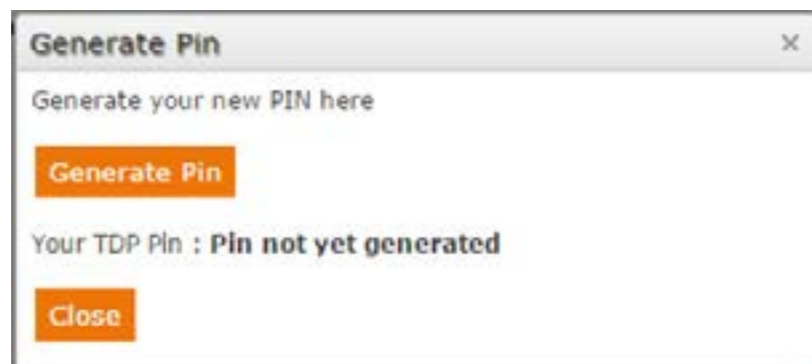 Generate Pin
Generate your new PIN here
Generate Pin
Your TDP Pin : Pin not yet generated
Close